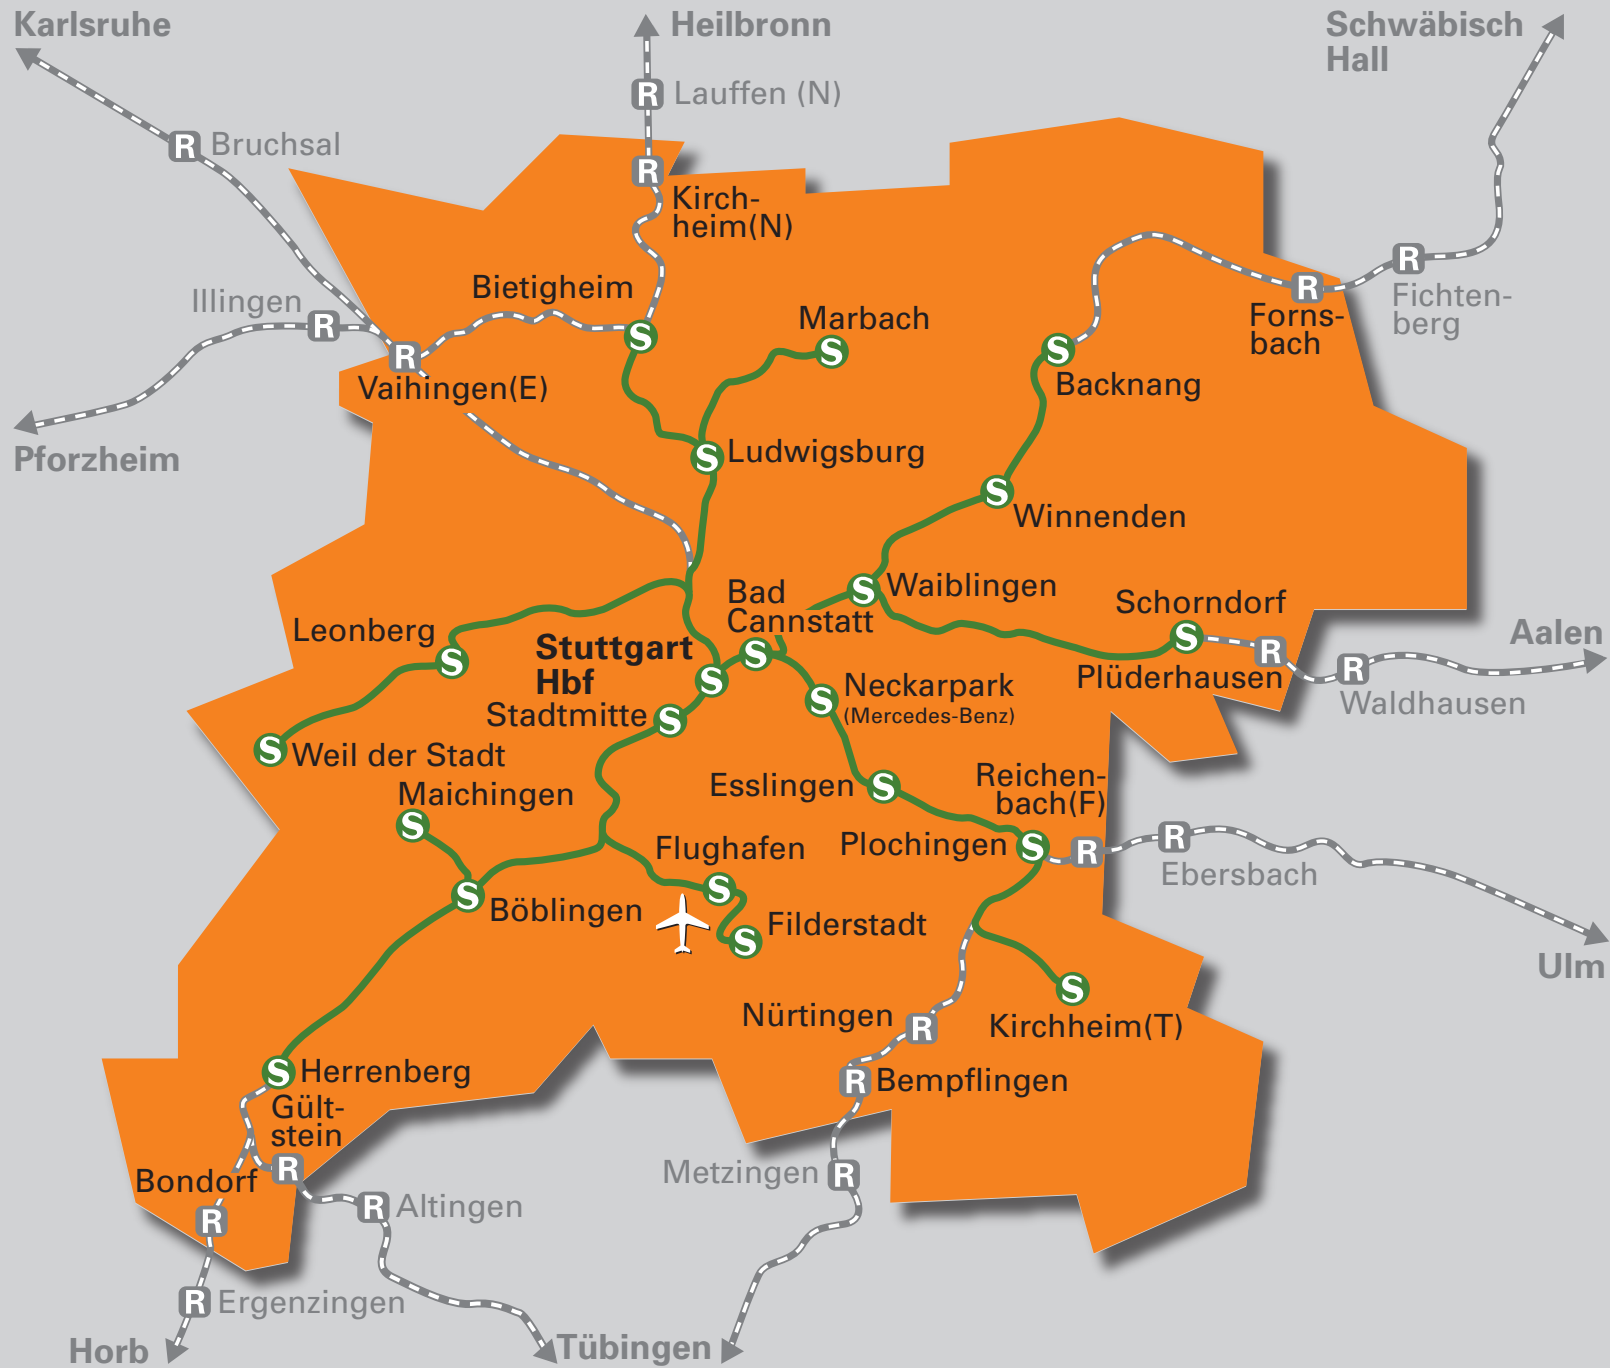 Karlsruhe
Heilbronn
Schwäbisch
Hall
R Lauffen (N)
R Bruchsal
R
Kirch-
heim(N)
Illingen R
Bietigheim
S
Marbach
S
R
Forns-
bach
R
Fichten-
berg
R
Vaihingen(E)
S
Backnang
Pforzheim
S Ludwigsburg
S
Winnenden
S Waiblingen
Bad
Cannstatt
S
Schorndorf
S
Leonberg
S
Stuttgart
Hbf
S
Aalen
R
Plüderhausen
R
Waldhausen
S Neckarpark
(Mercedes-Benz)
Stadtmitte S
S Weil der Stadt
Maichingen
S
Esslingen S
Reichen-
bach(F)
R
Plochingen S
R
Ebersbach
Flughafen
S
S
Böblingen
S Filderstadt
Ulm
S
Kirchheim(T)
Nürtingen R
S Herrenberg
R Bempflingen
Gült-
stein
R
Bondorf
R
Metzingen R
R Altingen
R Ergenzingen
Horb
Tübingen